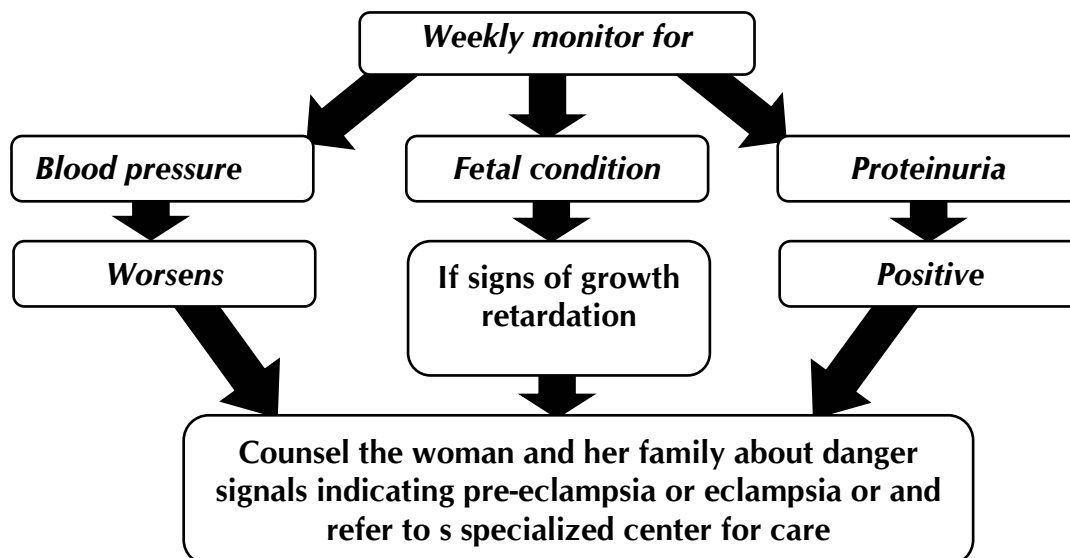 Weekly monitor for
Blood pressure
Fetal condition
Proteinuria
Worsens
If signs of growth
retardation
Positive
Counsel the woman and her family about danger
signals indicating pre-eclampsia or eclampsia or and
refer to s specialized center for care